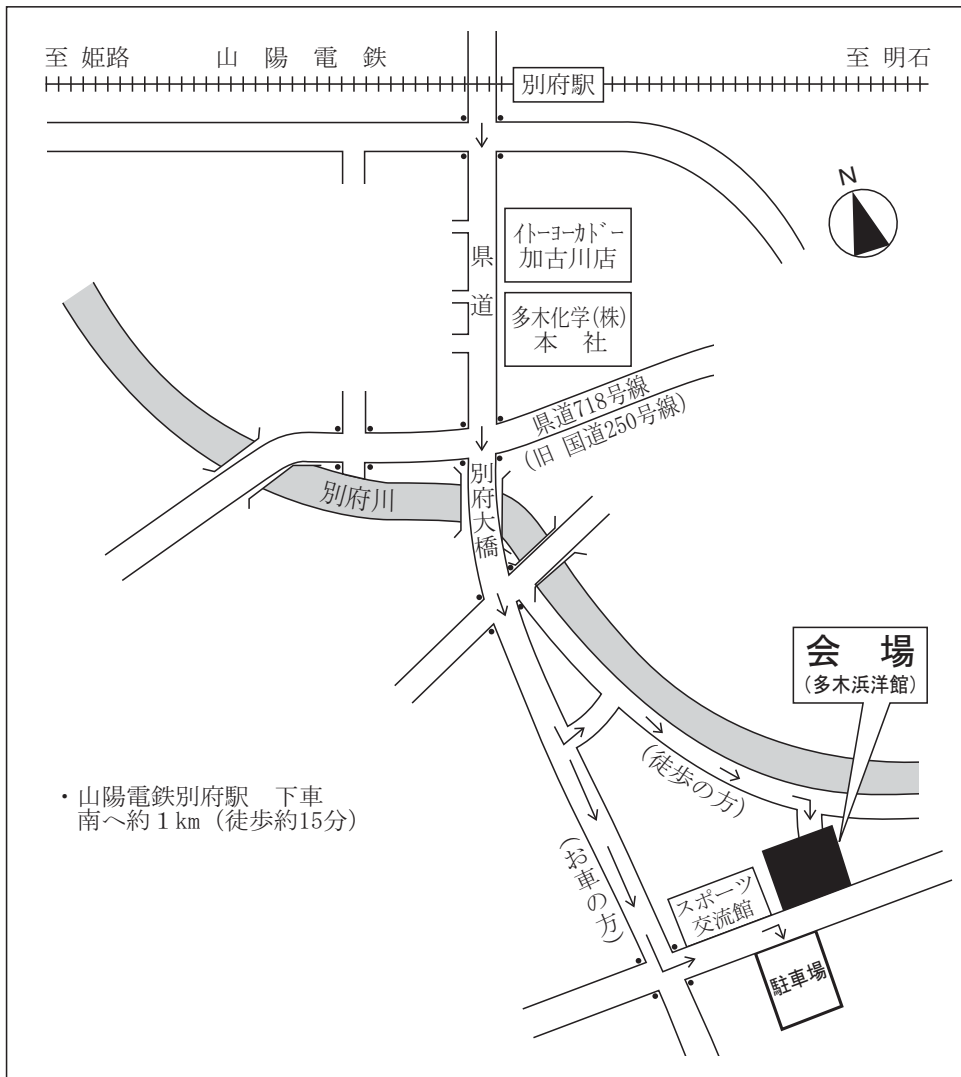 至 姫路
山 陽 電 鉄
至 明石
別府駅
N
イトーヨーカドー
加古川店
県道
多木化学(株)
本 社
県道718号線
(旧 国道250号線)
別府川
別府大橋
会 場
(多木浜洋館)
(徒歩の方)
・山陽電鉄別府駅 下車
南へ約1km (徒歩約15分)
(お車の方)
スポーツ
交流館
駐車場